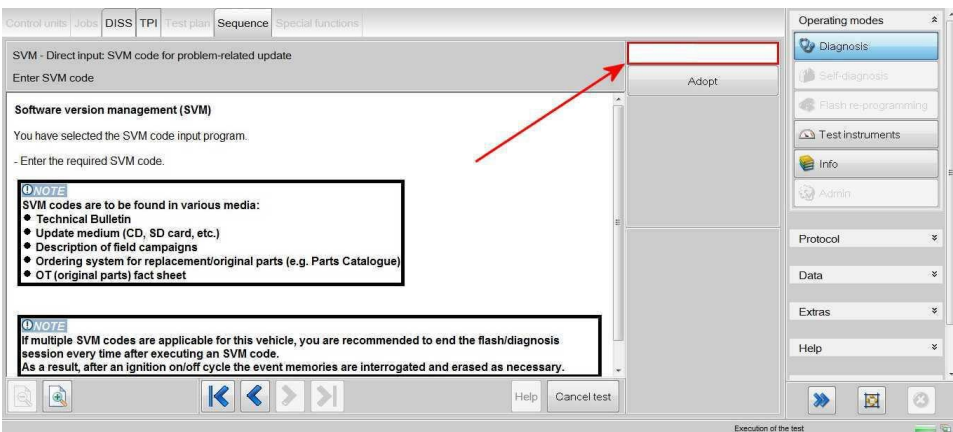 Control units
Jobs
DISS
TPI
Test plan
Sequence
Special functions
SVM - Direct input: SVM code for problem-related update
Enter SVM code
Adopt
Software version management (SVM)
You have selected the SVM code input program.
- Enter the required SVM code.
NOTE
SVM codes are to be found in various media:
● Technical Bulletin
● Update medium (CD, SD card, etc.)
● Description of field campaigns
● Ordering system for replacement/original parts (e.g. Parts Catalogue)
● OT (original parts) fact sheet
NOTE
If multiple SVM codes are applicable for this vehicle, you are recommended to end the flash/diagnosis
session every time after executing an SVM code.
As a result, after an ignition on/off cycle the event memories are interrogated and erased as necessary.
Help
Cancel test
Operating modes
Diagnosis
Self-diagnosis
Flash re-programming
Test instruments
Info
Admin
Protocol
Data
Extras
Help
Execution of the test